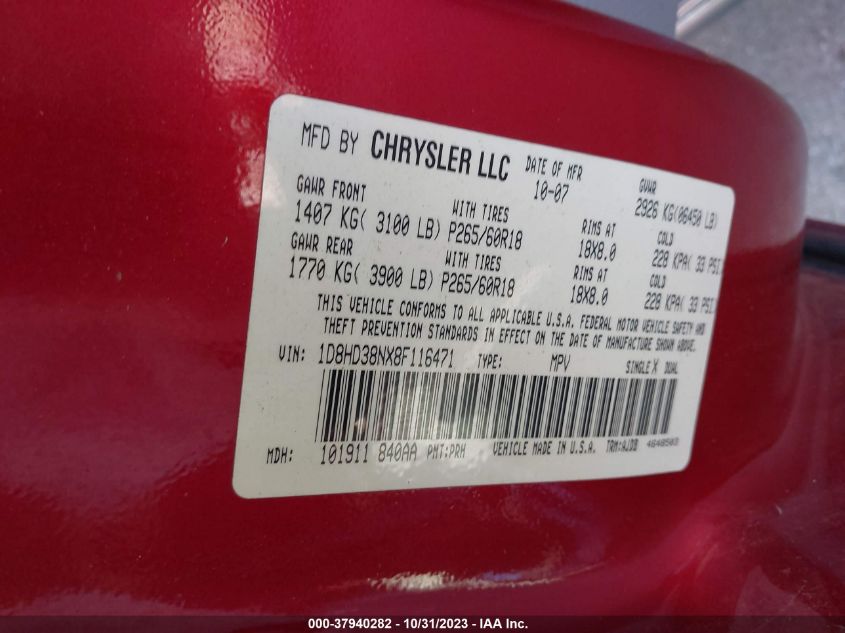 MFD BY CHRYSLER LLC DATE OF MFR 10-07 GVWR 2926 KG(06450 LB)
GAWR FRONT WITH TIRES RIMS AT COLD
1407 KG( 3100 LB) P265/60R18 18X8.0 228 KPA( 33 PSI)
GAWR REAR WITH TIRES RIMS AT COLD
1770 KG( 3900 LB) P265/60R18 18X8.0 228 KPA( 33 PSI)
THIS VEHICLE CONFORMS TO ALL APPLICABLE U.S.A. FEDERAL MOTOR VEHICLE SAFETY AND
THEFT PREVENTION STANDARDS IN EFFECT ON THE DATE OF MANUFACTURE SHOWN ABOVE.
VIN: 1D8HD38NX8F116471 TYPE: MPV SINGLE X DUAL
MDH: 101911 840AA PNT:PRH VEHICLE MADE IN U.S.A. TRM:AJDB 4648503
000-37940282 - 10/31/2023 - IAA Inc.